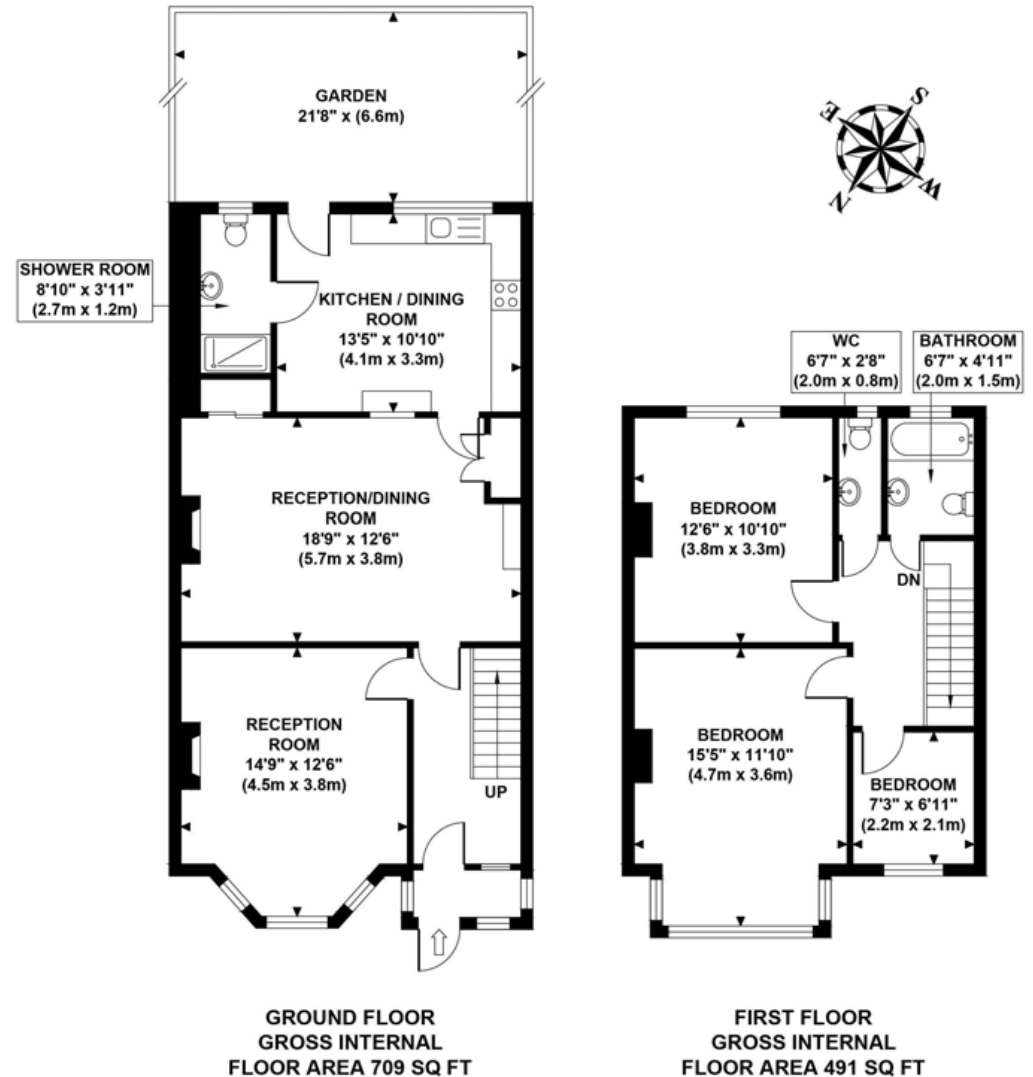 GARDEN
21'8" x (6.6m)
S
E
W
N
SHOWER ROOM
8'10" x 3'11"
(2.7m x 1.2m)
KITCHEN / DINING
ROOM
13'5" x 10'10"
(4.1m x 3.3m)
WC
6'7" x 2'8"
(2.0m x 0.8m)
BATHROOM
6'7" x 4'11"
(2.0m x 1.5m)
RECEPTION/DINING
ROOM
18'9" x 12'6"
(5.7m x 3.8m)
BEDROOM
12'6" x 10'10"
(3.8m x 3.3m)
DN
RECEPTION
ROOM
14'9" x 12'6"
(4.5m x 3.8m)
UP
BEDROOM
15'5" x 11'10"
(4.7m x 3.6m)
BEDROOM
7'3" x 6'11"
(2.2m x 2.1m)
GROUND FLOOR
GROSS INTERNAL
FLOOR AREA 709 SQ FT
FIRST FLOOR
GROSS INTERNAL
FLOOR AREA 491 SQ FT